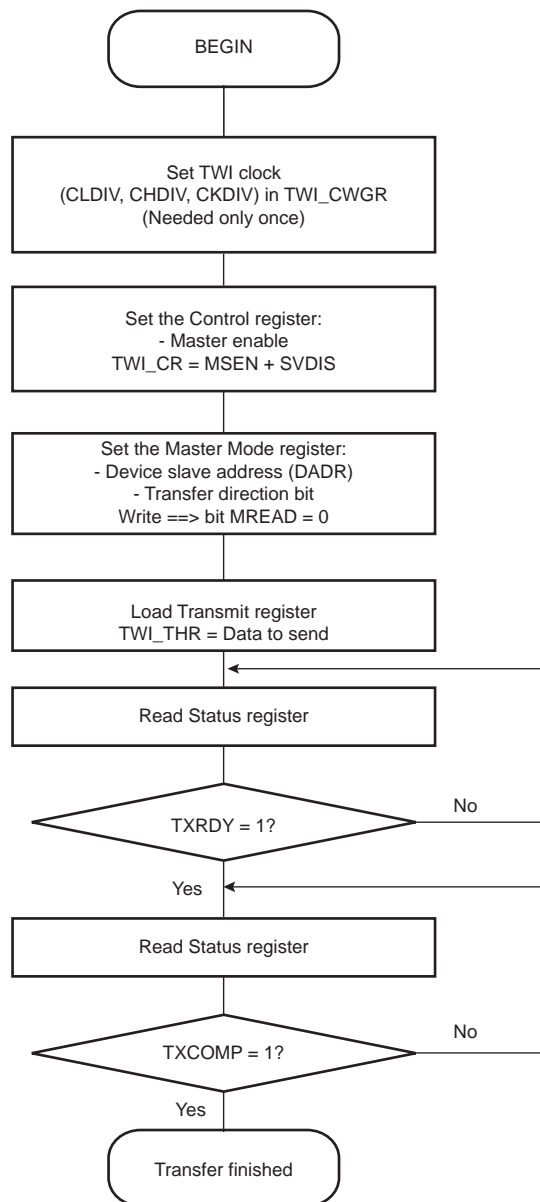 BEGIN
Set TWI clock
(CLDIV, CHDIV, CKDIV) in TWI_CWGR
(Needed only once)
Set the Control register:
- Master enable
TWI_CR = MSEN + SVDIS
Set the Master Mode register:
- Device slave address (DADR)
- Transfer direction bit
Write ==> bit MREAD = 0
Load Transmit register
TWI_THR = Data to send
Read Status register
TXRDY = 1?
No
Yes
Read Status register
TXCOMP = 1?
No
Yes
Transfer finished